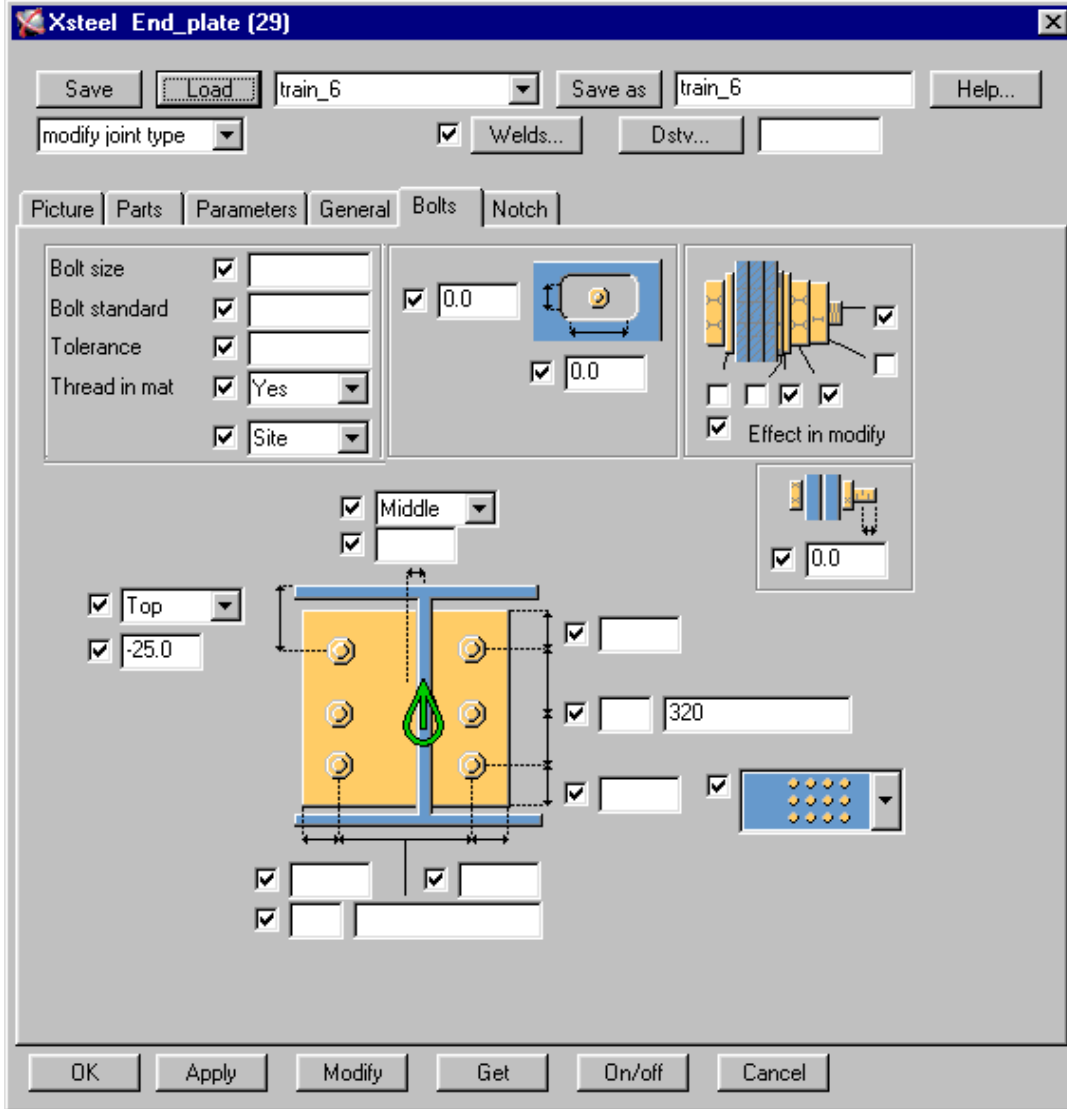 Xsteel End_plate (29)
Save Load train_6 Save as train_6 Help...
modify joint type Welds... Dstv...
Picture Parts Parameters General Bolts Notch
Bolt size
Bolt standard
Tolerance
Thread in mat Yes
Site
0.0
0.0
Effect in modify
0.0
Middle
Top
-25.0
320
OK Apply Modify Get On/off Cancel